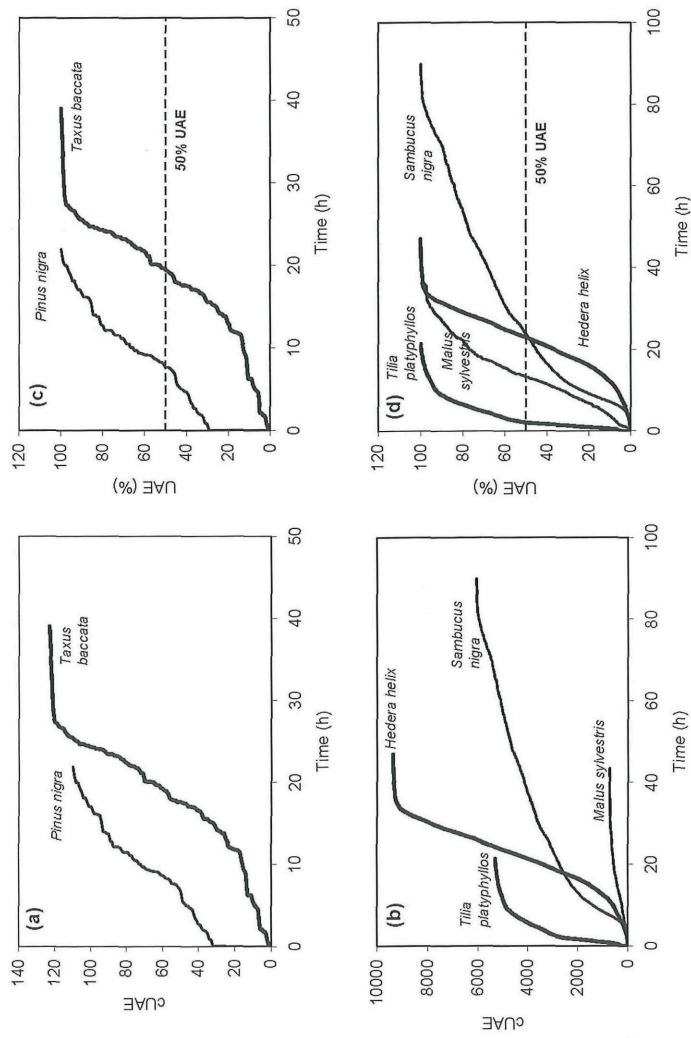 (a)
cUAE
140
120
100
80
60
40
20
0
Pinus nigra
Taxus
baccata
0 10 20 30 40 50
Time (h)
(c)
UAE (%)
120
100
80
60
40
20
0
Pinus nigra
Taxus baccata
50% UAE
0 10 20 30 40 50
Time (h)
(b)
cUAE
10000
8000
6000
4000
2000
0
Hedera helix
Tilia
platyphyllos
Sambucus
nigra
Malus sylvestris
0 20 40 60 80 100
Time (h)
(d)
UAE (%)
120
100
80
60
40
20
0
Tilia
platyphyllos
Malus
sylvestris
Sambucus
nigra
50% UAE
Hedera helix
0 20 40 60 80 100
Time (h)